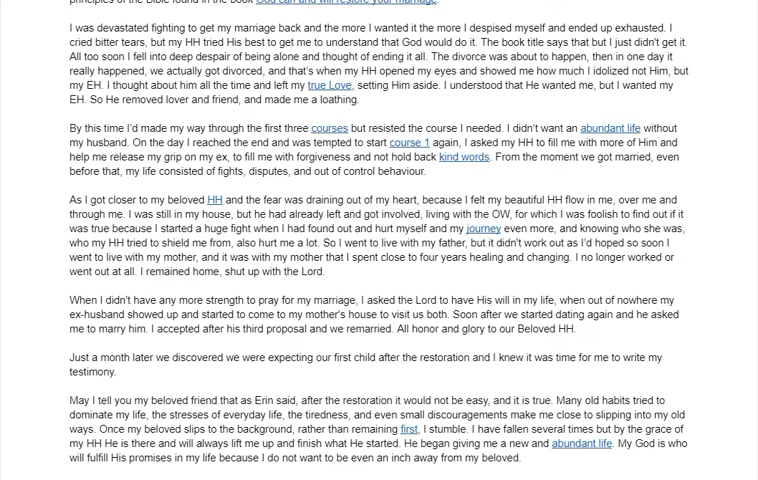 principles of the Bible found in the book God can and will restore your marriage.
I was devastated fighting to get my marriage back and the more I wanted it the more I despised myself and ended up exhausted. I
cried bitter tears, but my HH tried His best to get me to understand that God would do it. The book title says that but I just didn't get it.
All too soon I fell into deep despair of being alone and thought of ending it all. The divorce was about to happen, then in one day it
really happened, we actually got divorced, and that's when my HH opened my eyes and showed me how much I idolized not Him, but
my EH. I thought about him all the time and left my true Love, setting Him aside. I understood that He wanted me, but I wanted my
EH. So He removed lover and friend, and made me a loathing.
By this time I'd made my way through the first three courses but resisted the course I needed. I didn't want an abundant life without
my husband. On the day I reached the end and was tempted to start course 1 again, I asked my HH to fill me with more of Him and
help me release my grip on my ex, to fill me with forgiveness and not hold back kind words. From the moment we got married, even
before that, my life consisted of fights, disputes, and out of control behaviour.
As I got closer to my beloved HH and the fear was draining out of my heart, because I felt my beautiful HH flow in me, over me and
through me. I was still in my house, but he had already left and got involved, living with the OW, for which I was foolish to find out if it
was true because I started a huge fight when I had found out and hurt myself and my journey even more, and knowing who she was,
who my HH tried to shield me from, also hurt me a lot. So I went to live with my father, but it didn't work out as I'd hoped so soon I
went to live with my mother, and it was with my mother that I spent close to four years healing and changing. I no longer worked or
went out at all. I remained home, shut up with the Lord.
When I didn't have any more strength to pray for my marriage, I asked the Lord to have His will in my life, when out of nowhere my
ex-husband showed up and started to come to my mother's house to visit us both. Soon after we started dating again and he asked
me to marry him. I accepted after his third proposal and we remarried. All honor and glory to our Beloved HH.
Just a month later we discovered we were expecting our first child after the restoration and I knew it was time for me to write my
testimony.
May I tell you my beloved friend that as Erin said, after the restoration it would not be easy, and it is true. Many old habits tried to
dominate my life, the stresses of everyday life, the tiredness, and even small discouragements make me close to slipping into my old
ways. Once my beloved slips to the background, rather than remaining first, I stumble. I have fallen several times but by the grace of
my HH He is there and will always lift me up and finish what He started. He began giving me a new and abundant life. My God is who
will fulfill His promises in my life because I do not want to be even an inch away from my beloved.